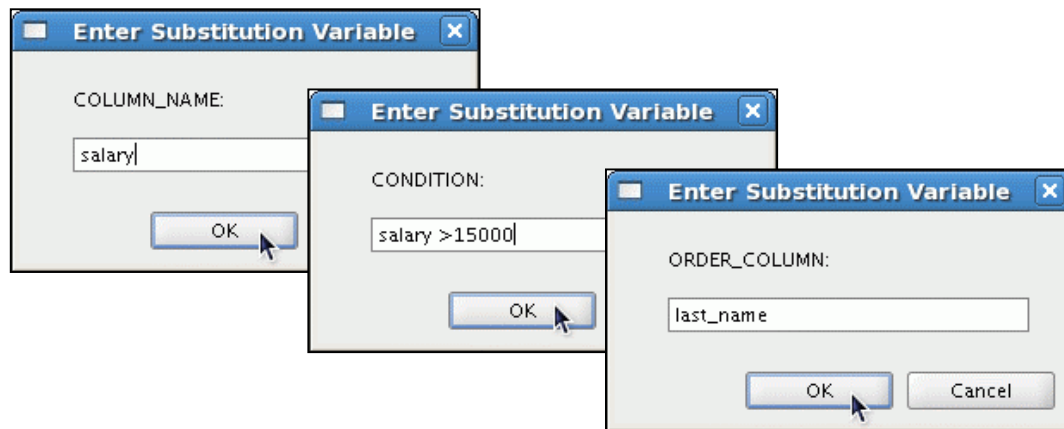 Enter Substitution Variable
COLUMN_NAME:
salary
OK
Enter Substitution Variable
CONDITION:
salary >15000
OK
Enter Substitution Variable
ORDER_COLUMN:
last_name
OK
Cancel